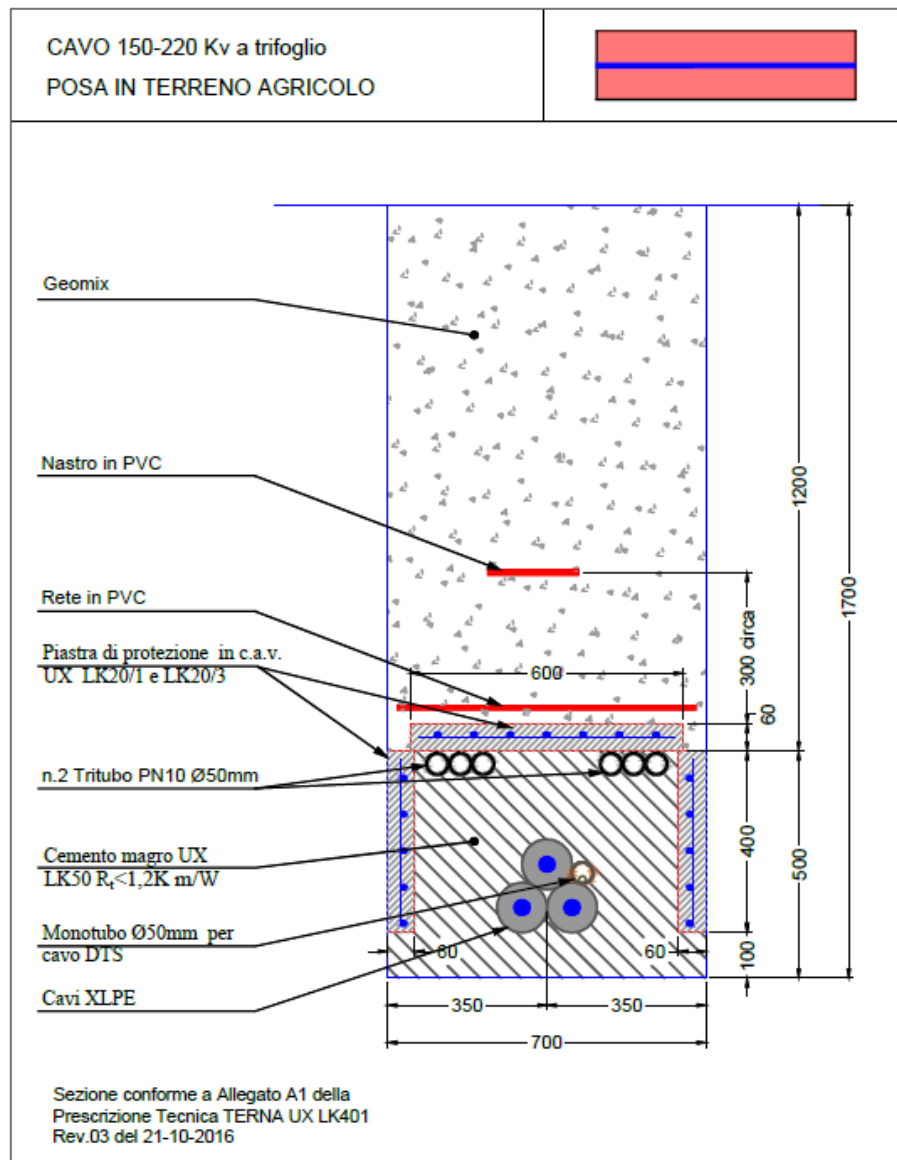 CAVO 150-220 Kv a trifoglio
POSA IN TERRENO AGRICOLO
Geomix
Nastro in PVC
Rete in PVC
Piastra di protezione in c.a.v.
UX LK20/1 e LK20/3
n.2 Tritubo PN10 Ø50mm
Cemento magro UX
LK50 Rt<1,2K m/W
Monotubo Ø50mm per
cavo DTS
Cavi XLPE
1200
1700
300 circa
600
60
400
500
60
60
100
350
350
700
Sezione conforme a Allegato A1 della
Prescrizione Tecnica TERNA UX LK401
Rev.03 del 21-10-2016